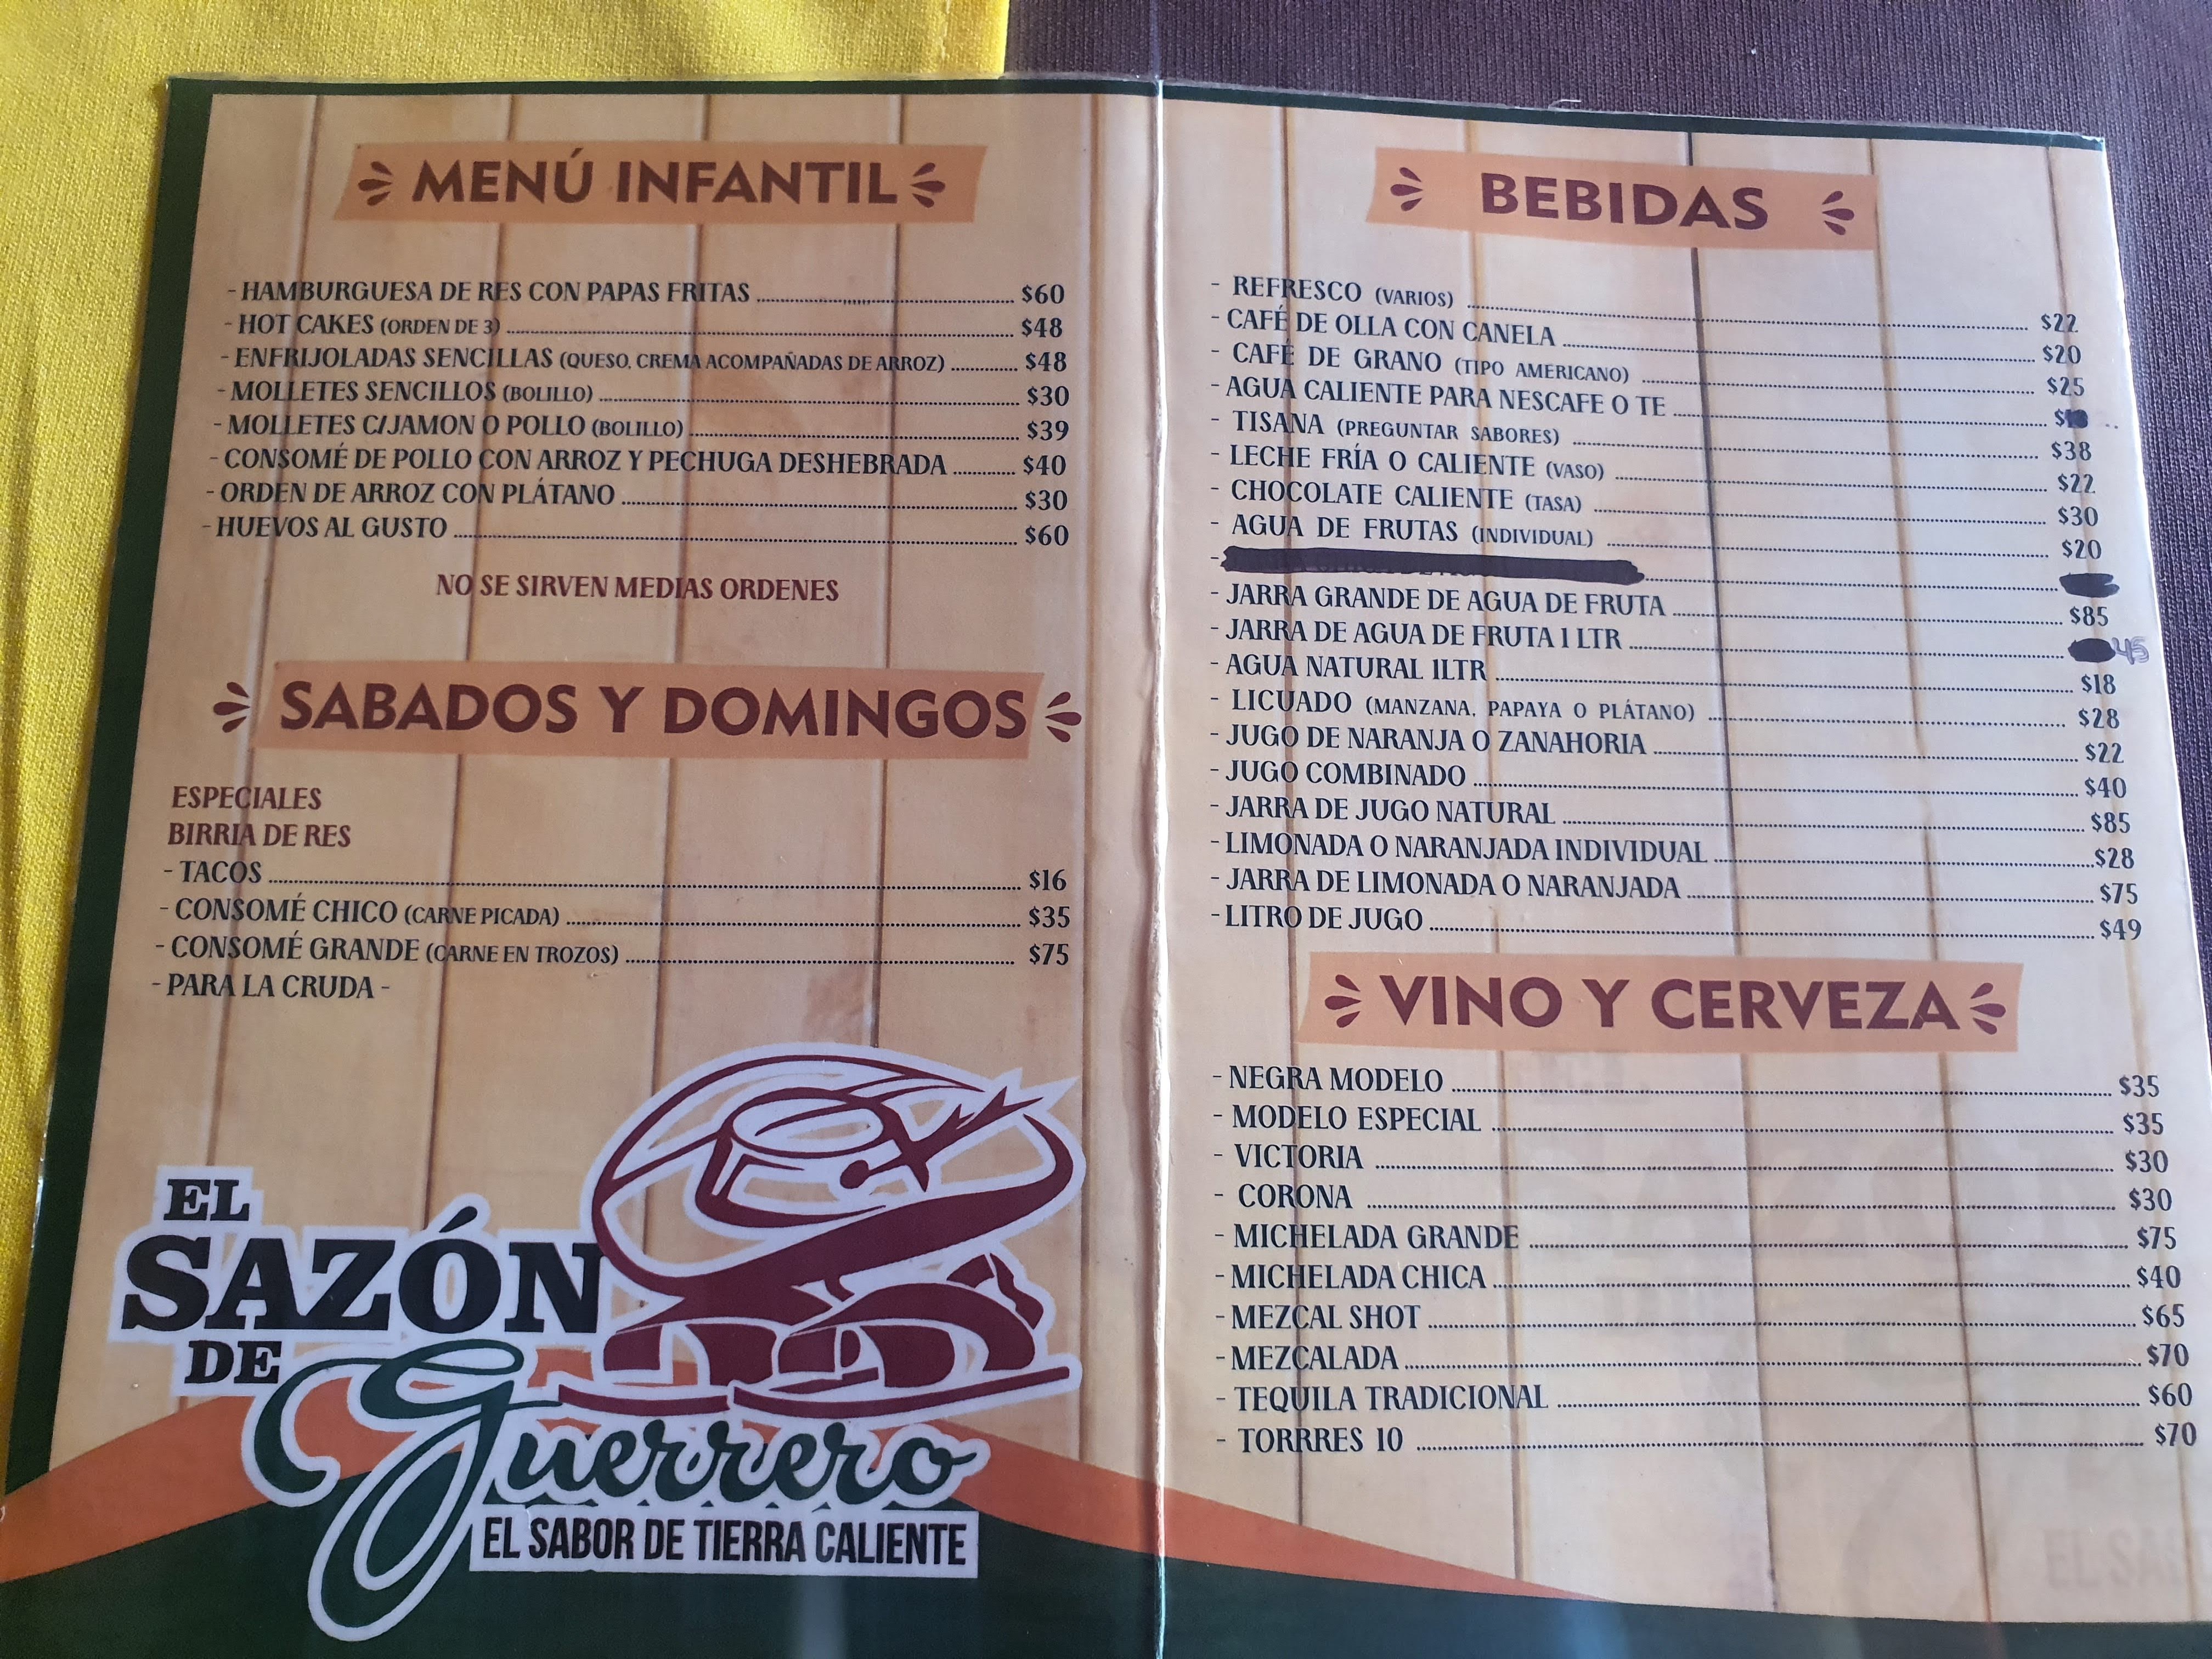 MENÚ INFANTIL
- HAMBURGUESA DE RES CON PAPAS FRITAS $60
- HOT CAKES (ORDEN DE 3) $48
- ENFRIJOLADAS SENCILLAS (QUESO, CREMA ACOMPAÑADAS DE ARROZ) $48
- MOLLETES SENCILLOS (BOLILLO) $30
- MOLLETES C/JAMON O POLLO (BOLILLO) $39
- CONSOMÉ DE POLLO CON ARROZ Y PECHUGA DESHEBRADA $40
- ORDEN DE ARROZ CON PLÁTANO $30
- HUEVOS AL GUSTO $60
NO SE SIRVEN MEDIAS ORDENES
SABADOS Y DOMINGOS
ESPECIALES
BIRRIA DE RES
- TACOS $16
- CONSOMÉ CHICO (CARNE PICADA) $35
- CONSOMÉ GRANDE (CARNE EN TROZOS) $75
- PARA LA CRUDA -
EL
SAZÓN
DE
Guerrero
EL SABOR DE TIERRA CALIENTE
BEBIDAS
- REFRESCO (VARIOS) $22
- CAFÉ DE OLLA CON CANELA $20
- CAFÉ DE GRANO (TIPO AMERICANO) $25
- AGUA CALIENTE PARA NESCAFE O TE
- TISANA (PREGUNTAR SABORES) $38
- LECHE FRÍA O CALIENTE (VASO) $22
- CHOCOLATE CALIENTE (TASA) $30
- AGUA DE FRUTAS (INDIVIDUAL) $20
- JARRA GRANDE DE AGUA DE FRUTA $85
- JARRA DE AGUA DE FRUTA 1 LTR 45
- AGUA NATURAL 1LTR $18
- LICUADO (MANZANA, PAPAYA O PLÁTANO) $28
- JUGO DE NARANJA O ZANAHORIA $22
- JUGO COMBINADO $40
- JARRA DE JUGO NATURAL $85
- LIMONADA O NARANJADA INDIVIDUAL $28
- JARRA DE LIMONADA O NARANJADA $75
- LITRO DE JUGO $49
VINO Y CERVEZA
- NEGRA MODELO $35
- MODELO ESPECIAL $35
- VICTORIA $30
- CORONA $30
- MICHELADA GRANDE $75
- MICHELADA CHICA $40
- MEZCAL SHOT $65
- MEZCALADA $70
- TEQUILA TRADICIONAL $60
- TORRRES 10 $70